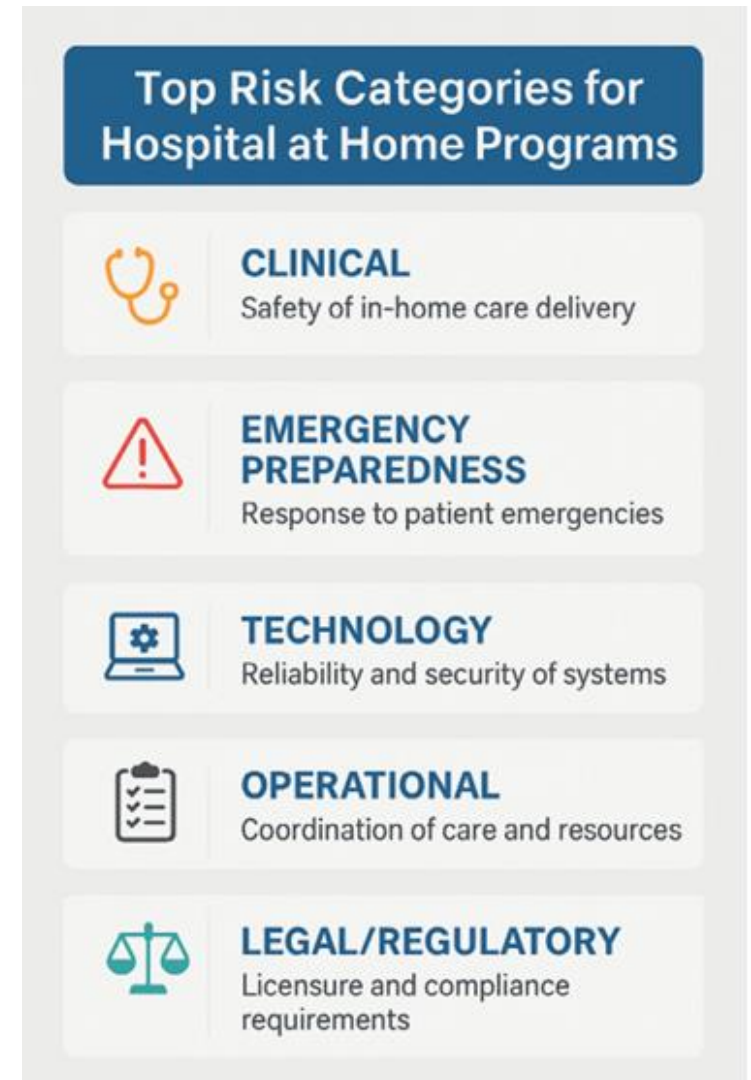 Top Risk Categories for
Hospital at Home Programs
CLINICAL
Safety of in-home care delivery
EMERGENCY
PREPAREDNESS
Response to patient emergencies
TECHNOLOGY
Reliability and security of systems
OPERATIONAL
Coordination of care and resources
LEGAL/REGULATORY
Licensure and compliance
requirements